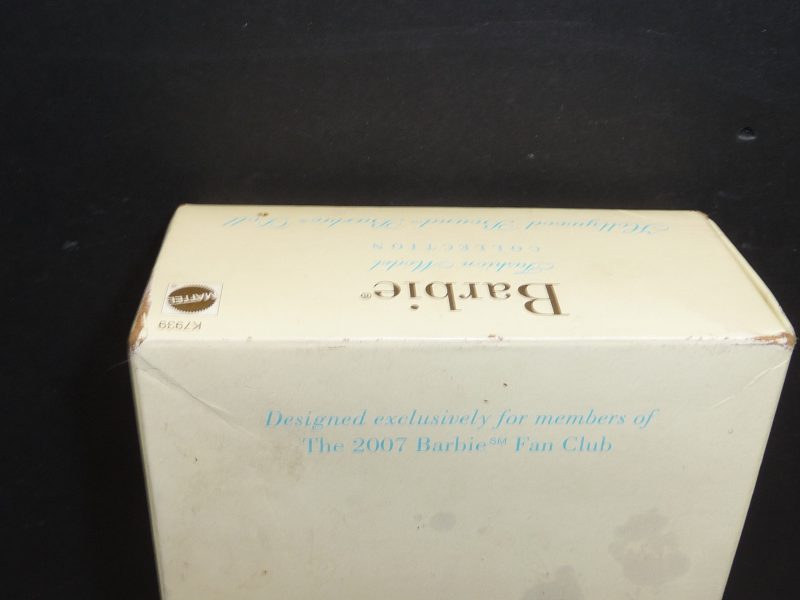 Barbie®
Fashion Model
COLLECTION
Hollywood Bound™ Barbie® Doll
MATTEL
K7939
Designed exclusively for members of
The 2007 Barbie℠ Fan Club